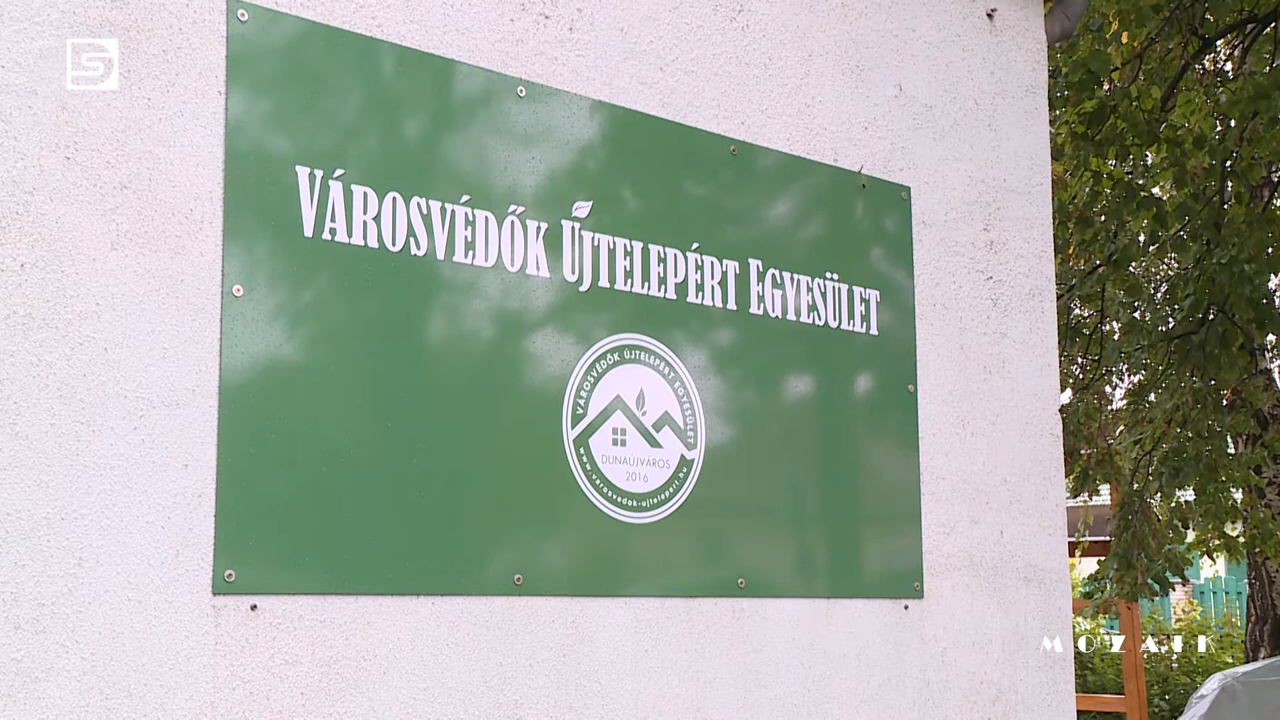 VÁROSVÉDŐK ÚJTELEPÉRT EGYESÜLET
VÁROSVÉDŐK ÚJTELEPÉRT EGYESÜLET
DUNAÚJVÁROS
2016
www.varosvedok-ujtelepert.hu
MOZAIK